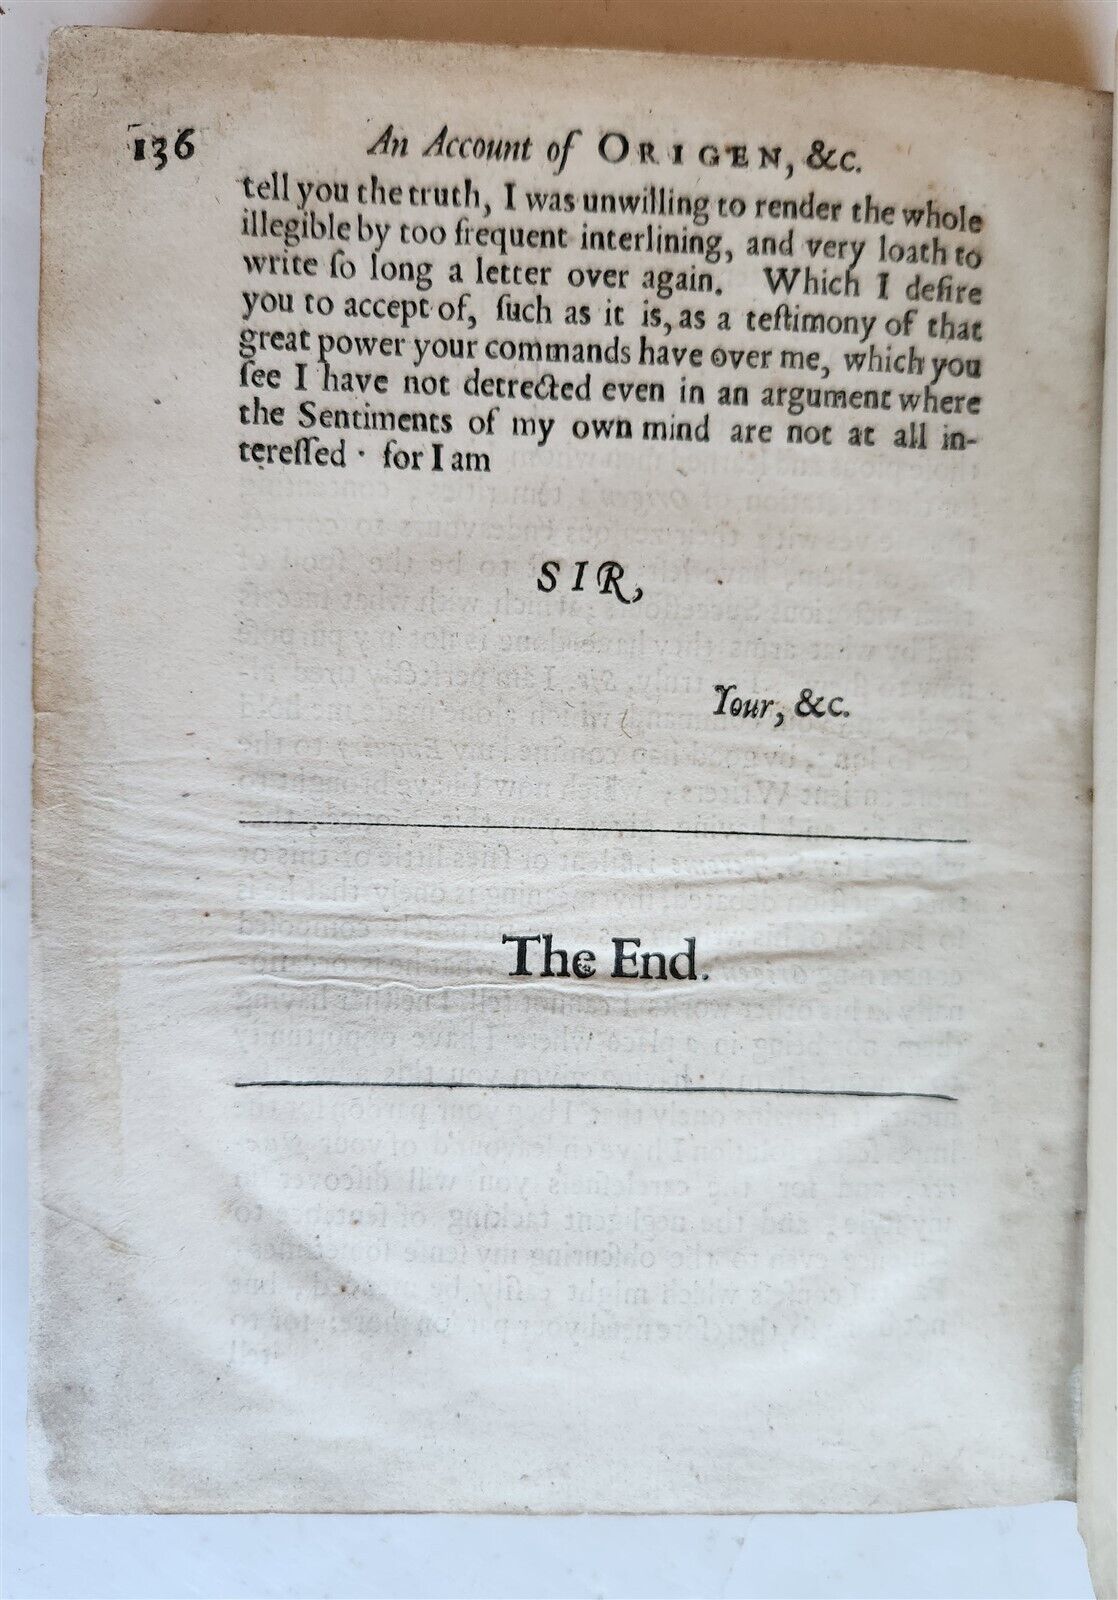 136 An Account of ORIGEN, &c.
tell you the truth, I was unwilling to render the whole
illegible by too frequent interlining, and very loath to
write ſo long a letter over again. Which I deſire
you to accept of, ſuch as it is, as a teſtimony of that
great power your commands have over me, which you
ſee I have not detrected even in an argument where
the Sentiments of my own mind are not at all in-
tereſſed · for I am
SIR,
Your, &c.
The End.